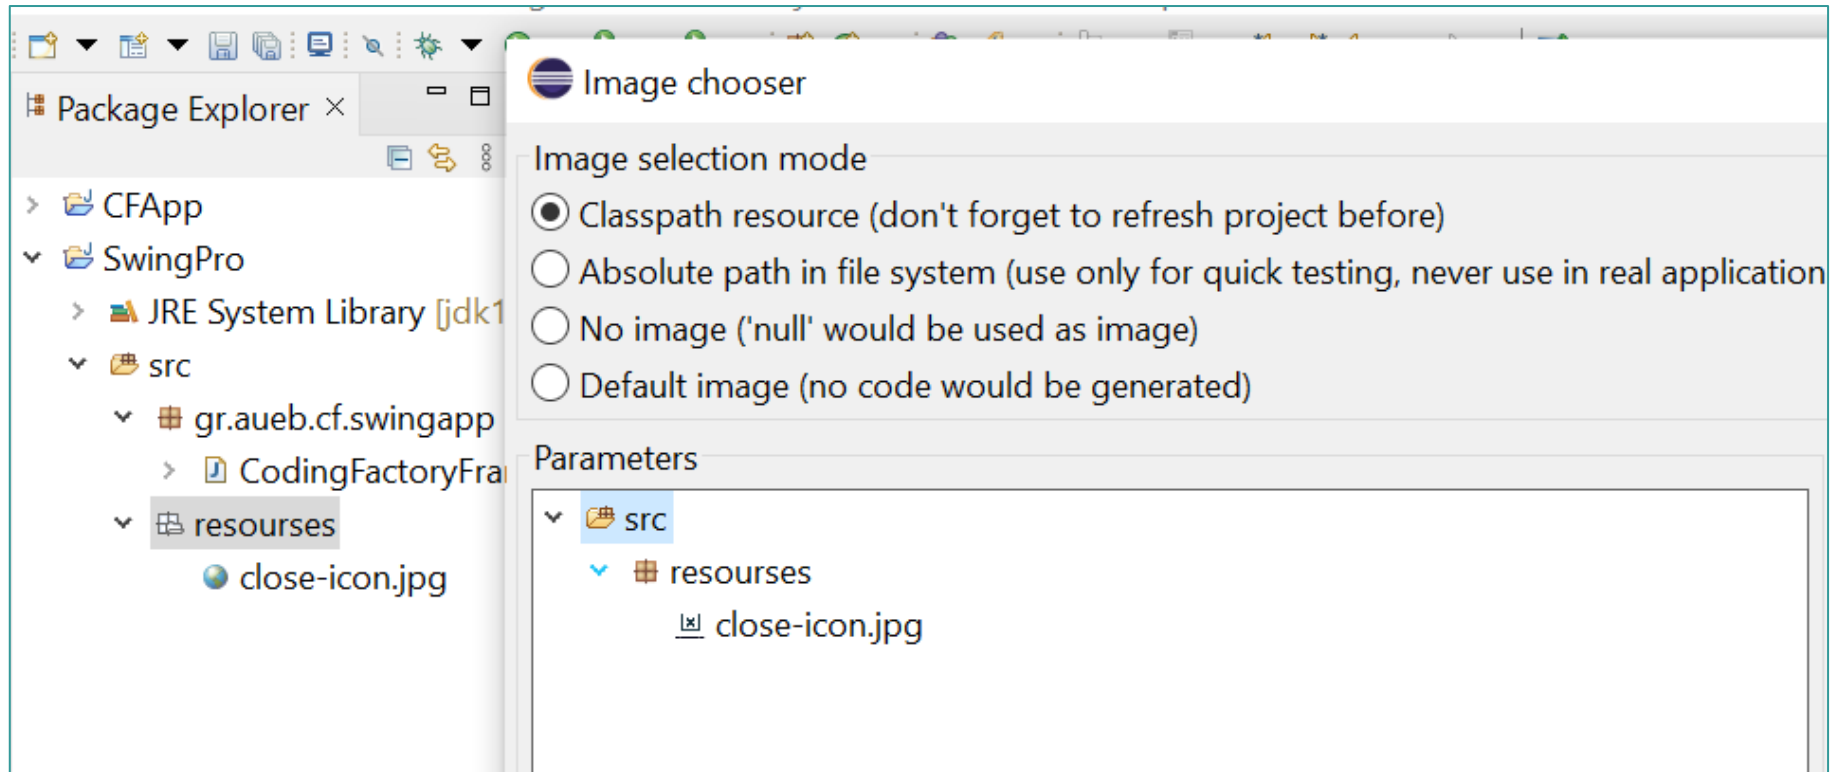 Package Explorer
CFApp
SwingPro
JRE System Library [jdk1
src
gr.aueb.cf.swingapp
CodingFactoryFra
resourses
close-icon.jpg
Image chooser
Image selection mode
Classpath resource (don't forget to refresh project before)
Absolute path in file system (use only for quick testing, never use in real application
No image ('null' would be used as image)
Default image (no code would be generated)
Parameters
src
resourses
close-icon.jpg